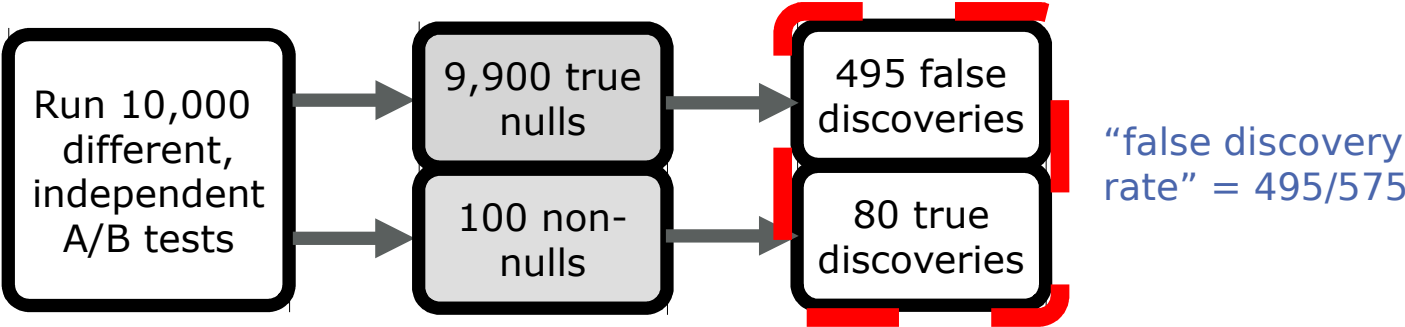 Run 10,000
different,
independent
A/B tests
9,900 true
nulls
100 non-
nulls
495 false
discoveries
80 true
discoveries
“false discovery
rate” = 495/575